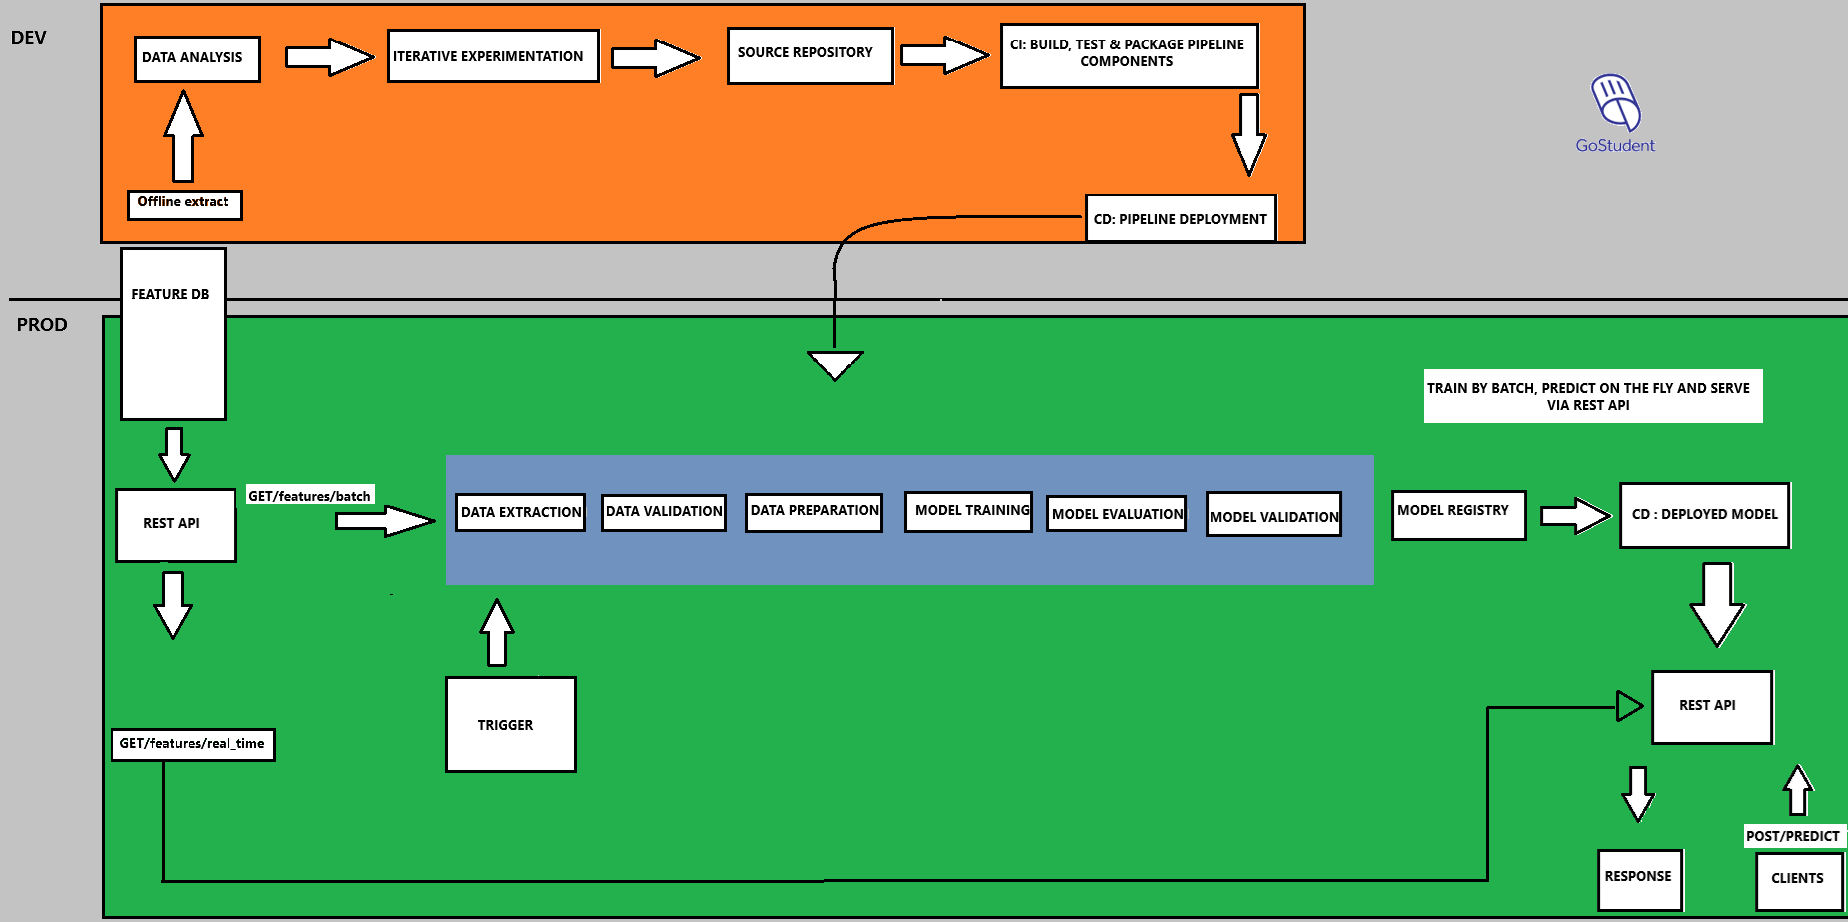 DEV
DATA ANALYSIS
ITERATIVE EXPERIMENTATION
SOURCE REPOSITORY
CI: BUILD, TEST & PACKAGE PIPELINE
COMPONENTS
GoStudent
Offline extract
CD: PIPELINE DEPLOYMENT
FEATURE DB
PROD
TRAIN BY BATCH, PREDICT ON THE FLY AND SERVE
VIA REST API
REST API
GET/features/batch
DATA EXTRACTION
DATA VALIDATION
DATA PREPARATION
MODEL TRAINING
MODEL EVALUATION
MODEL VALIDATION
MODEL REGISTRY
CD : DEPLOYED MODEL
TRIGGER
REST API
GET/features/real_time
POST/PREDICT
RESPONSE
CLIENTS